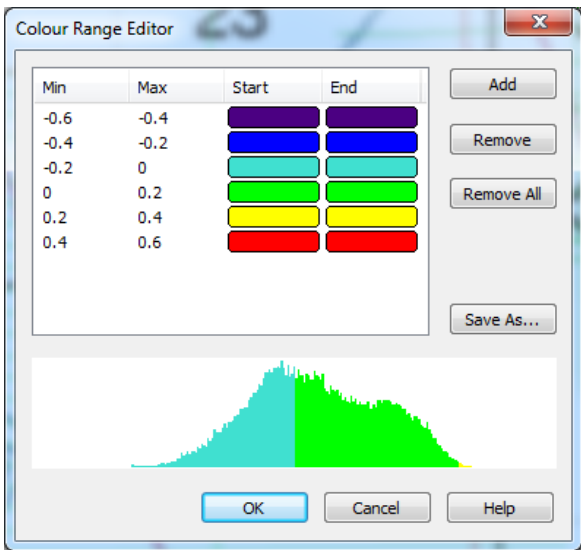 Colour Range Editor
23
Min Max Start End
-0.6 -0.4
-0.4 -0.2
-0.2 0
0 0.2
0.2 0.4
0.4 0.6
Add
Remove
Remove All
Save As...
OK Cancel Help